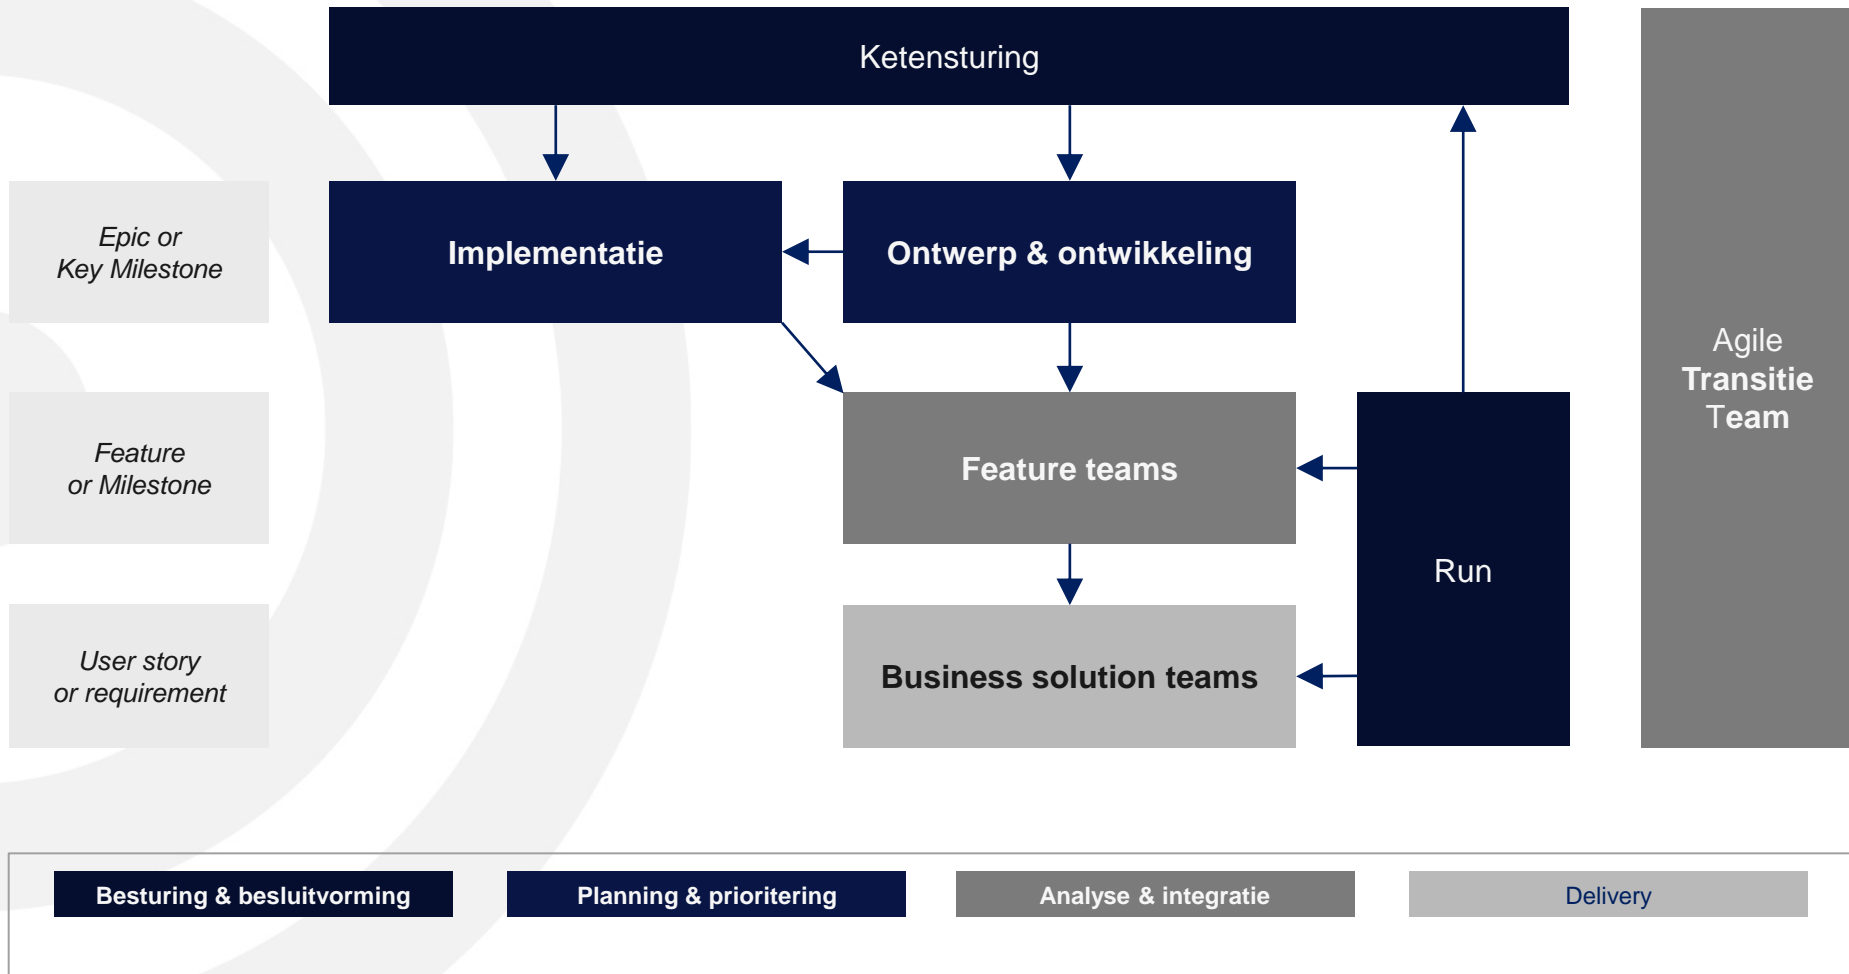 Ketensturing
Epic or
Key Milestone
Implementatie
Ontwerp & ontwikkeling
Agile
Transitie
Team
Feature
or Milestone
Feature teams
Run
User story
or requirement
Business solution teams
Besturing & besluitvorming
Planning & prioritering
Analyse & integratie
Delivery